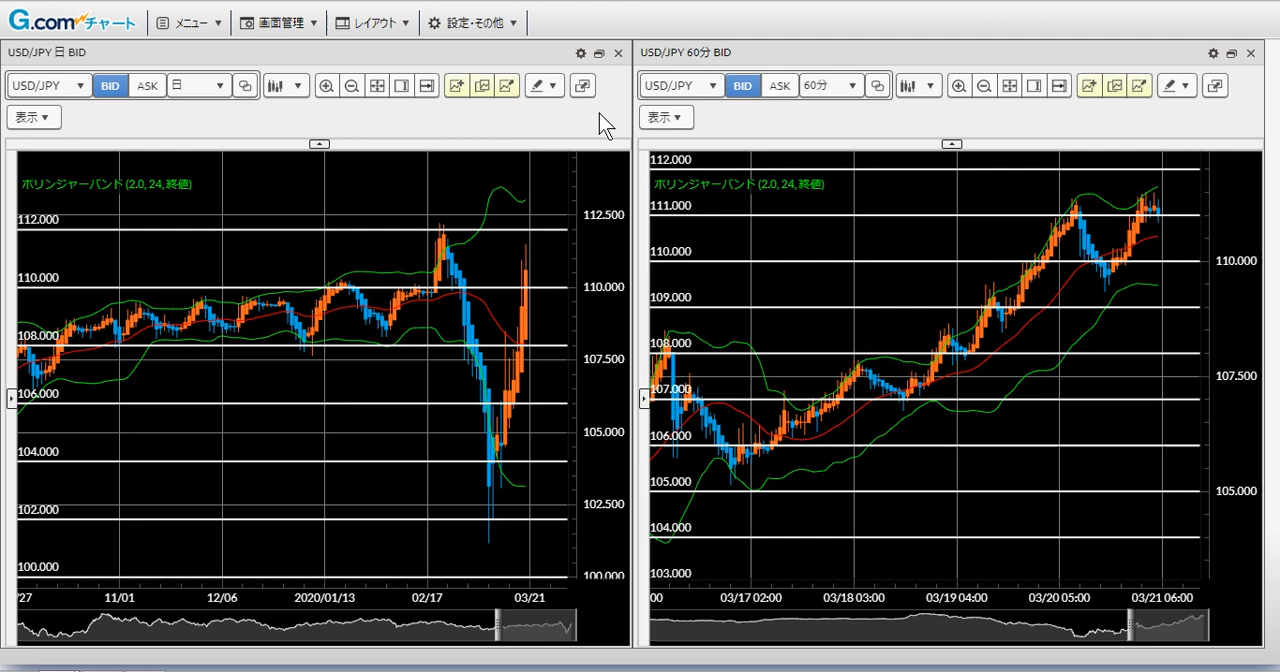 G.comチャート メニュー 画面管理 レイアウト 設定・その他
USD/JPY 日 BID
USD/JPY BID ASK 日
表示
ボリンジャーバンド (2.0, 24, 終値)
112.000
110.000
108.000
106.000
104.000
102.000
100.000
112.500
110.000
107.500
105.000
102.500
100.000
/27 11/01 12/06 2020/01/13 02/17 03/21
USD/JPY 60分 BID
USD/JPY BID ASK 60分
表示
112.000
ボリンジャーバンド (2.0, 24, 終値)
111.000
110.000
109.000
108.000
107.000
106.000
105.000
104.000
103.000
110.000
107.500
105.000
:00 03/17 02:00 03/18 03:00 03/19 04:00 03/20 05:00 03/21 06:00